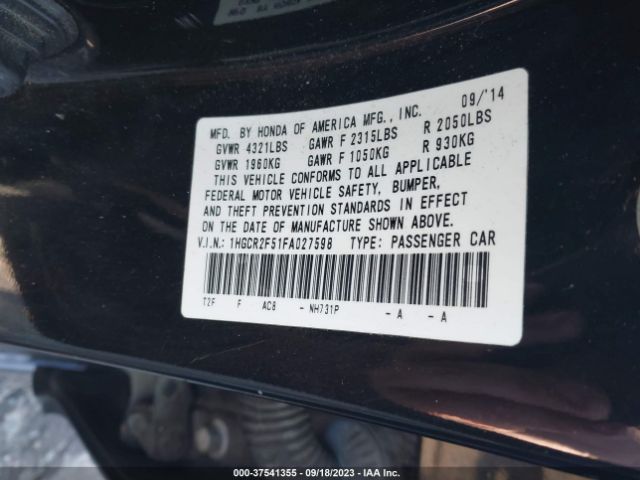 MFD. BY HONDA OF AMERICA MFG., INC. 09/'14
GVWR 4321LBS GAWR F 2315LBS R 2050LBS
GVWR 1960KG GAWR F 1050KG R 930KG
THIS VEHICLE CONFORMS TO ALL APPLICABLE
FEDERAL MOTOR VEHICLE SAFETY, BUMPER,
AND THEFT PREVENTION STANDARDS IN EFFECT
ON THE DATE OF MANUFACTURE SHOWN ABOVE.
V.I.N.: 1HGCR2F51FA027598 TYPE: PASSENGER CAR
T2F F AC8 - NH731P - A - A
000-37541355 - 09/18/2023 - IAA Inc.